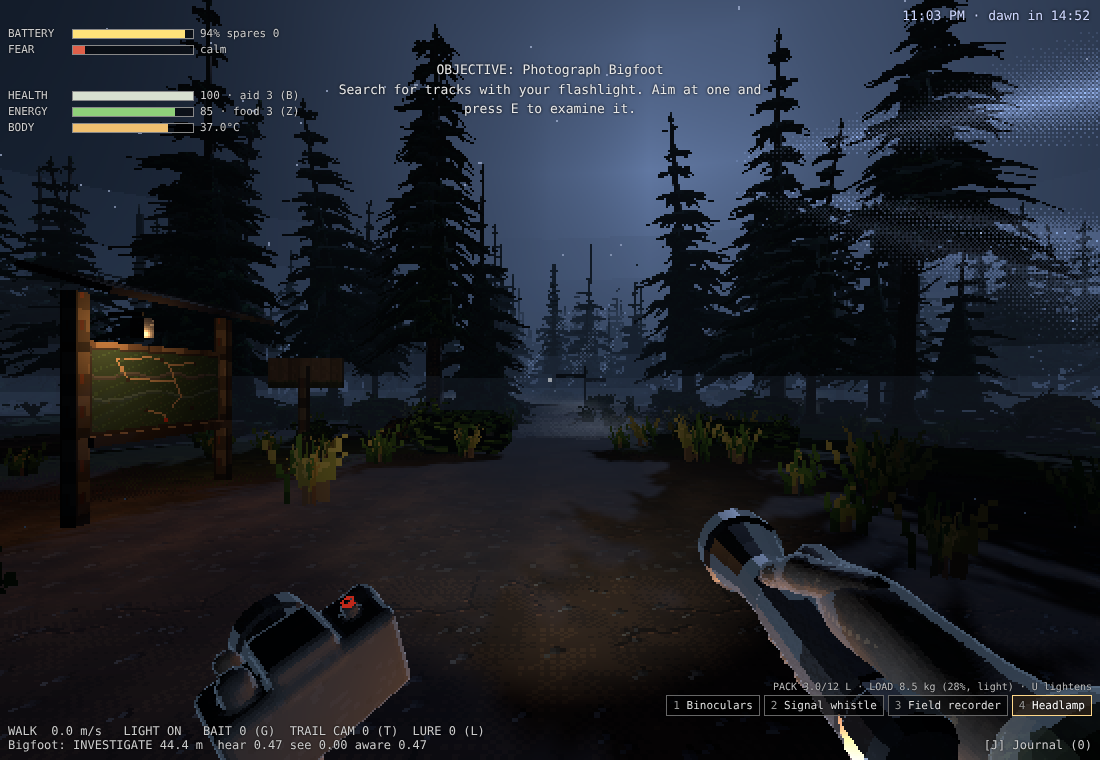 BATTERY 94% spares 0
FEAR calm
HEALTH 100 · aid 3 (B)
ENERGY 85 · food 3 (Z)
BODY 37.0°C
11:03 PM · dawn in 14:52
OBJECTIVE: Photograph Bigfoot
Search for tracks with your flashlight. Aim at one and
press E to examine it.
PACK 3.0/12 L · LOAD 8.5 kg (28%, light) · U lightens
1 Binoculars 2 Signal whistle 3 Field recorder 4 Headlamp
WALK 0.0 m/s LIGHT ON BAIT 0 (G) TRAIL CAM 0 (T) LURE 0 (L)
Bigfoot: INVESTIGATE 44.4 m hear 0.47 see 0.00 aware 0.47
[J] Journal (0)